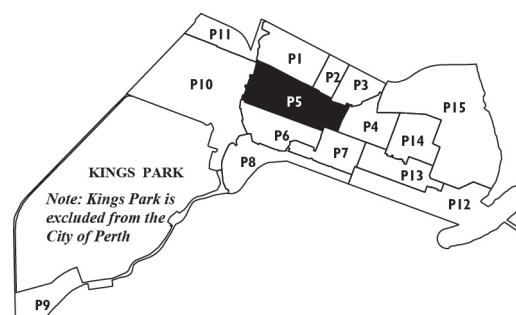 P11
P1
P2
P3
P10
P15
P5
P4
P6
P14
P7
P8
P13
KINGS PARK
Note: Kings Park is
excluded from the
City of Perth
P12
P9